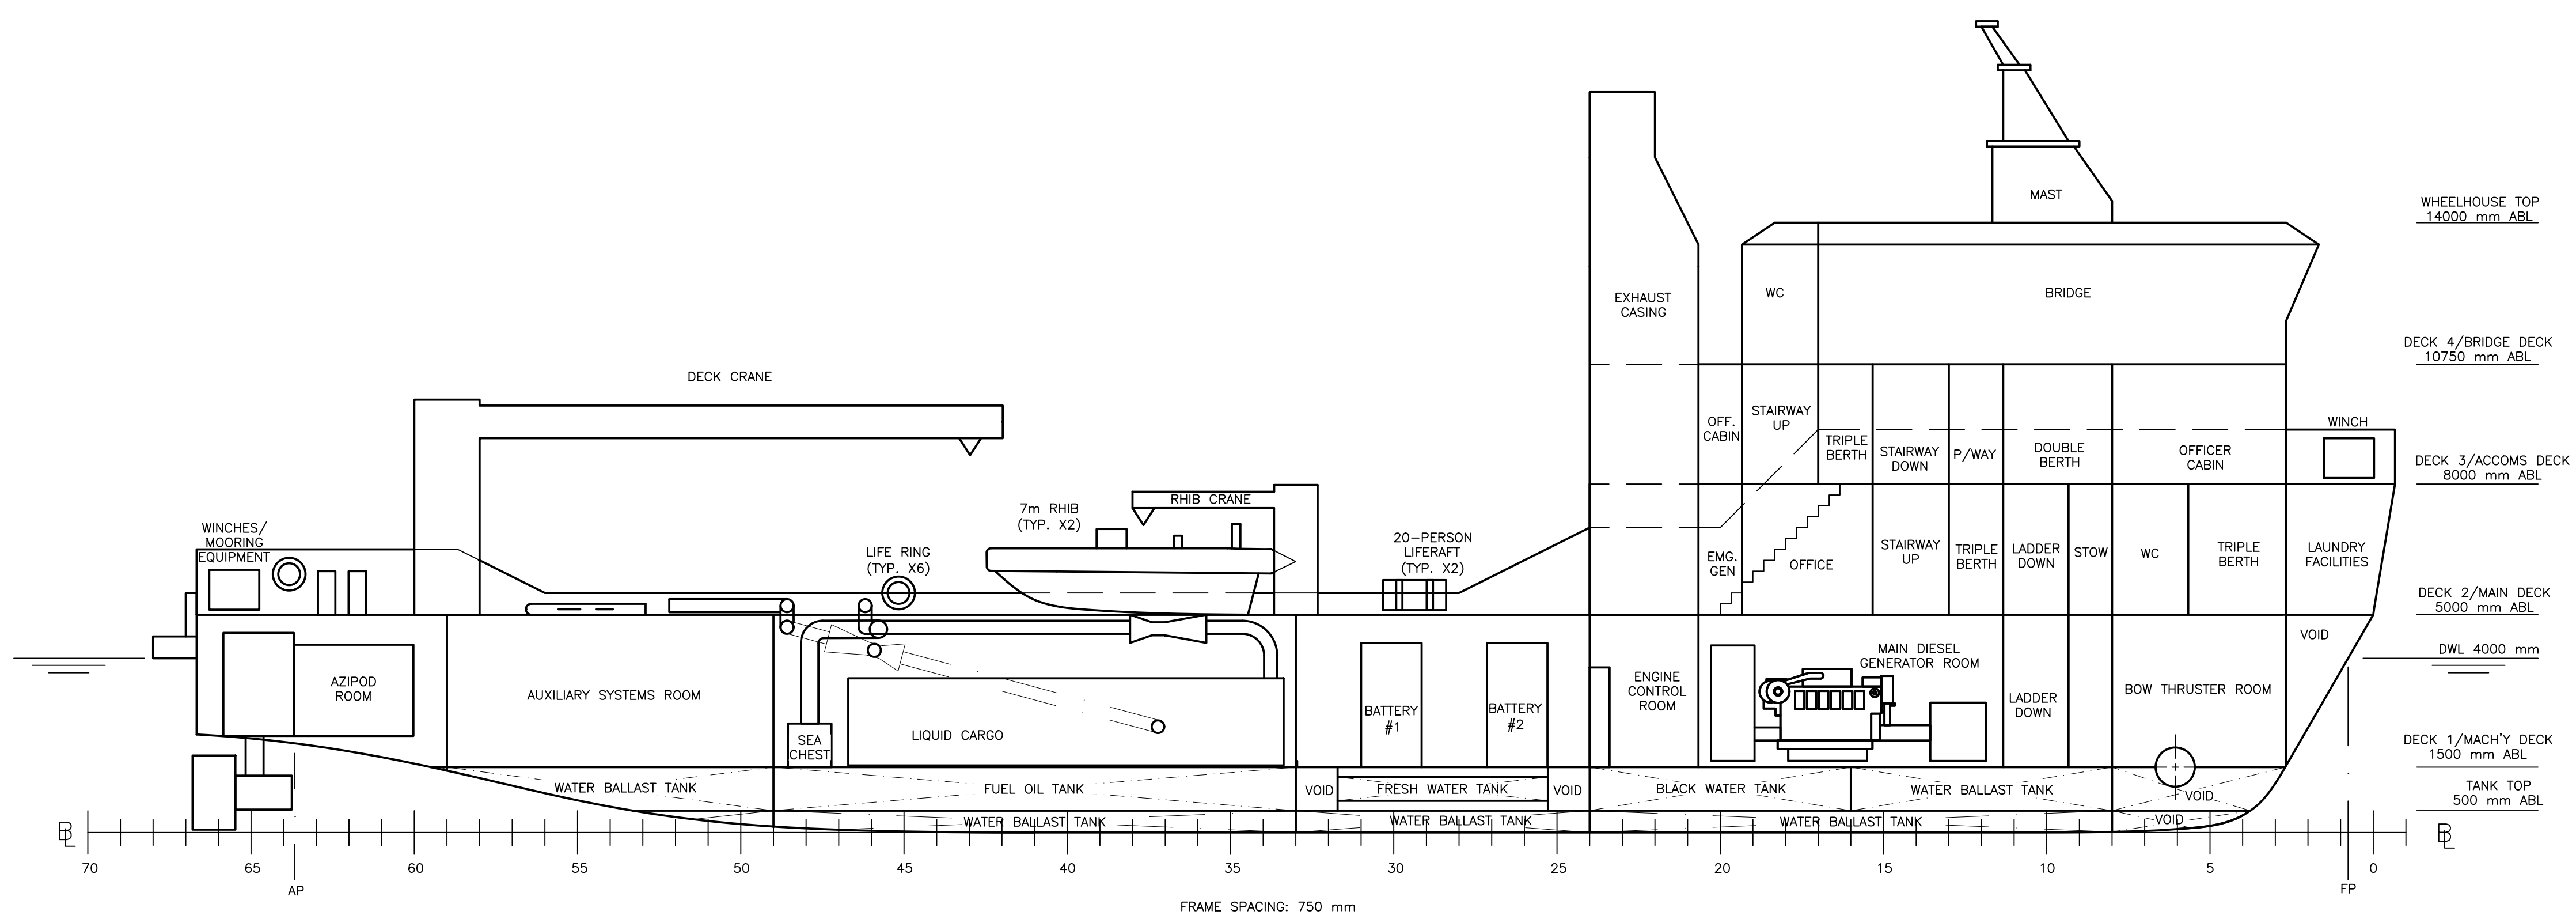 MAST
WHEELHOUSE TOP
14000 mm ABL
EXHAUST
CASING
WC
BRIDGE
DECK 4/BRIDGE DECK
10750 mm ABL
DECK CRANE
OFF.
CABIN
STAIRWAY
UP
TRIPLE
BERTH
STAIRWAY
DOWN
P/WAY
DOUBLE
BERTH
OFFICER
CABIN
WINCH
DECK 3/ACCOMS DECK
8000 mm ABL
WINCHES/
MOORING
EQUIPMENT
LIFE RING
(TYP. X6)
7m RHIB
(TYP. X2)
RHIB CRANE
20-PERSON
LIFERAFT
(TYP. X2)
EMG.
GEN
OFFICE
STAIRWAY
UP
TRIPLE
BERTH
LADDER
DOWN
STOW
WC
TRIPLE
BERTH
LAUNDRY
FACILITIES
DECK 2/MAIN DECK
5000 mm ABL
VOID
DWL 4000 mm
AZIPOD
ROOM
AUXILIARY SYSTEMS ROOM
SEA
CHEST
LIQUID CARGO
BATTERY
#1
BATTERY
#2
ENGINE
CONTROL
ROOM
MAIN DIESEL
GENERATOR ROOM
LADDER
DOWN
BOW THRUSTER ROOM
DECK 1/MACH'Y DECK
1500 mm ABL
WATER BALLAST TANK
FUEL OIL TANK
VOID
FRESH WATER TANK
VOID
BLACK WATER TANK
WATER BALLAST TANK
VOID
TANK TOP
500 mm ABL
WATER BALLAST TANK
WATER BALLAST TANK
WATER BALLAST TANK
VOID
BL
BL
70
65
60
55
50
45
40
35
30
25
20
15
10
5
0
AP
FP
FRAME SPACING: 750 mm